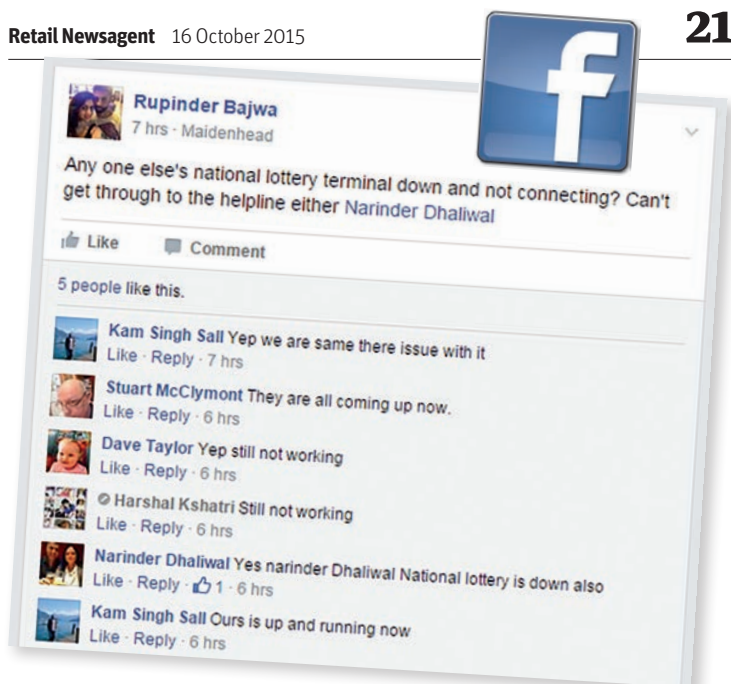 Retail Newsagent 16 October 2015
21
f
Rupinder Bajwa
7 hrs · Maidenhead
Any one else's national lottery terminal down and not connecting? Can't
get through to the helpline either Narinder Dhaliwal
Like Comment
5 people like this.
Kam Singh Sall Yep we are same there issue with it
Like · Reply · 7 hrs
Stuart McClymont They are all coming up now.
Like · Reply · 6 hrs
Dave Taylor Yep still not working
Like · Reply · 6 hrs
Harshal Kshatri Still not working
Like · Reply · 6 hrs
Narinder Dhaliwal Yes narinder Dhaliwal National lottery is down also
Like · Reply · 1 · 6 hrs
Kam Singh Sall Ours is up and running now
Like · Reply · 6 hrs